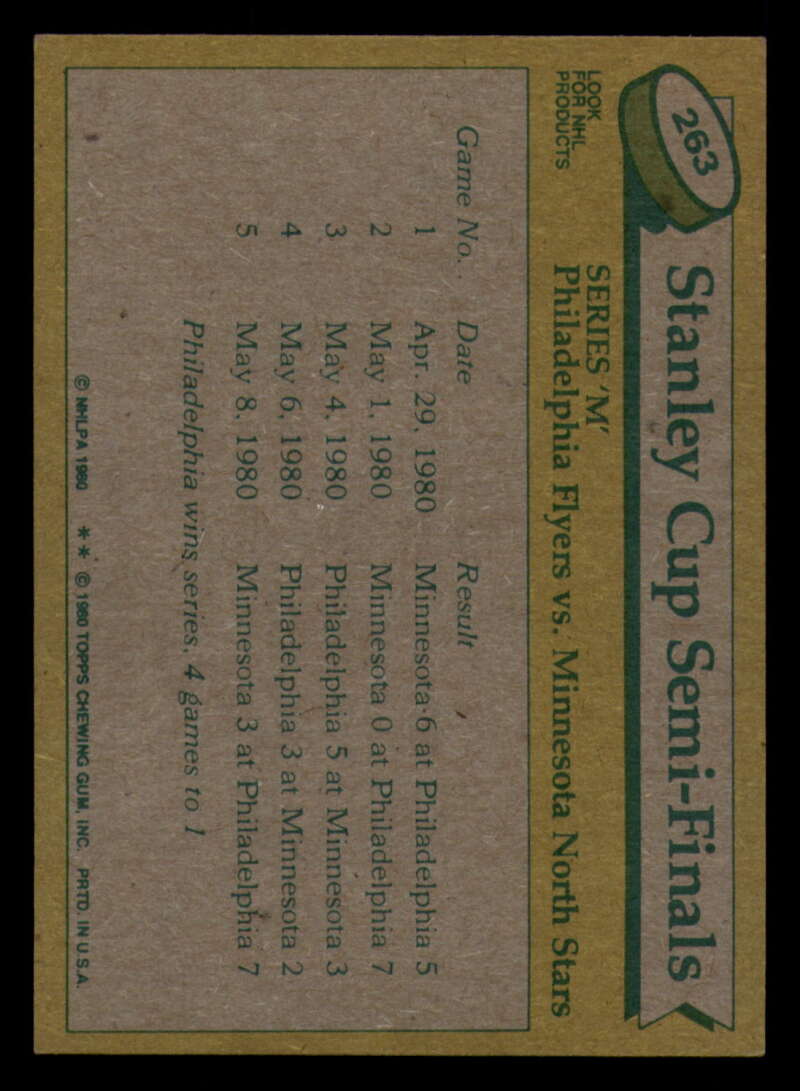 263
Stanley Cup Semi-Finals
LOOK
FOR NHL
PRODUCTS
SERIES 'M'
Philadelphia Flyers vs. Minnesota North Stars
Game No. Date Result
1 Apr. 29, 1980 Minnesota 6 at Philadelphia 5
2 May 1, 1980 Minnesota 0 at Philadelphia 7
3 May 4, 1980 Philadelphia 5 at Minnesota 3
4 May 6, 1980 Philadelphia 3 at Minnesota 2
5 May 8, 1980 Minnesota 3 at Philadelphia 7
Philadelphia wins series, 4 games to 1
© NHLPA 1980 ** © 1980 TOPPS CHEWING GUM, INC. PRTD. IN U.S.A.